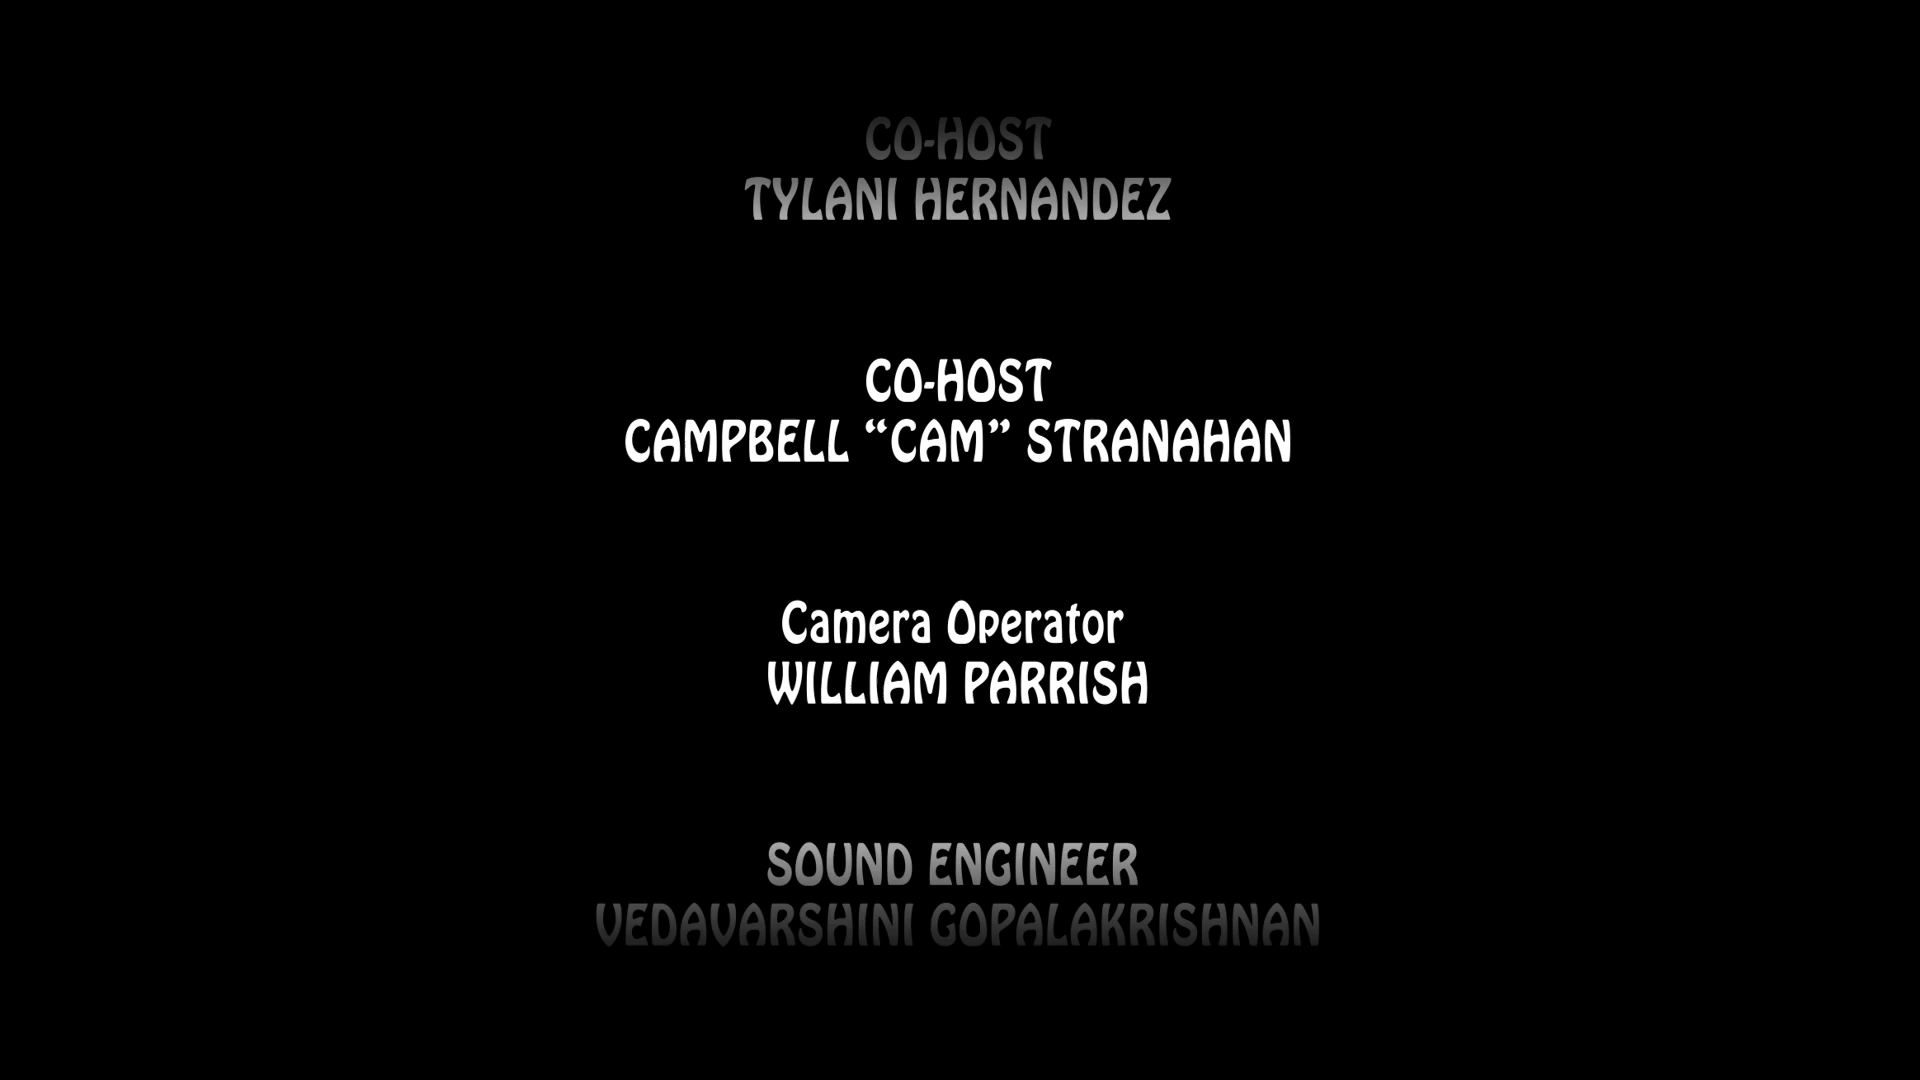 CO-HOST
TYLANI HERNANDEZ
CO-HOST
CAMPBELL “CAM” STRANAHAN
Camera Operator
WILLIAM PARRISH
SOUND ENGINEER
VEDAVARSHINI GOPALAKRISHNAN